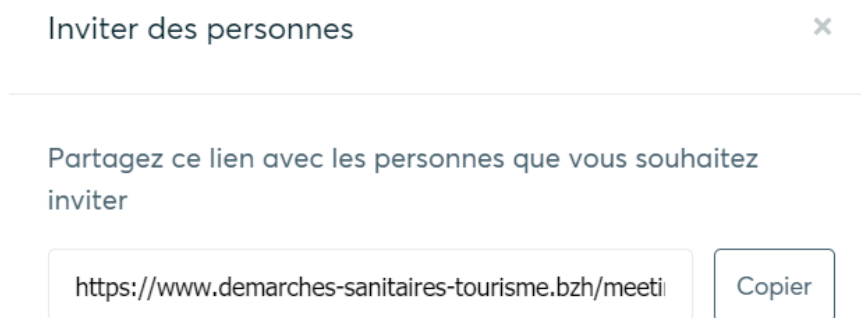 Inviter des personnes
×
Partagez ce lien avec les personnes que vous souhaitez
inviter
https://www.demarches-sanitaires-tourisme.bzh/meeti
Copier